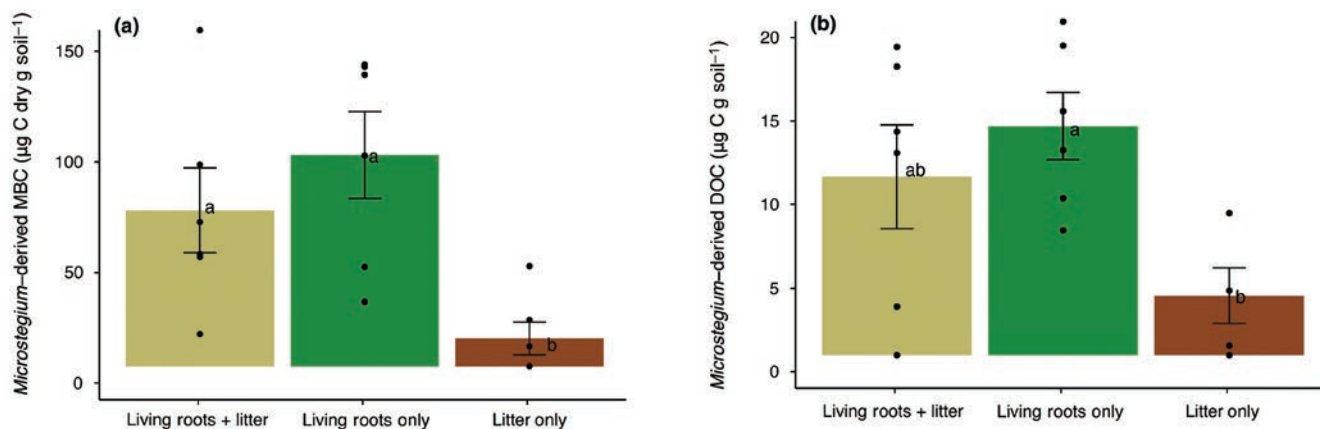 (a)
Microstegium–derived MBC (µg C dry g soil⁻¹)
150
100
50
0
a
a
b
Living roots + litter
Living roots only
Litter only
(b)
Microstegium–derived DOC (µg C g soil⁻¹)
20
15
10
5
0
ab
a
b
Living roots + litter
Living roots only
Litter only